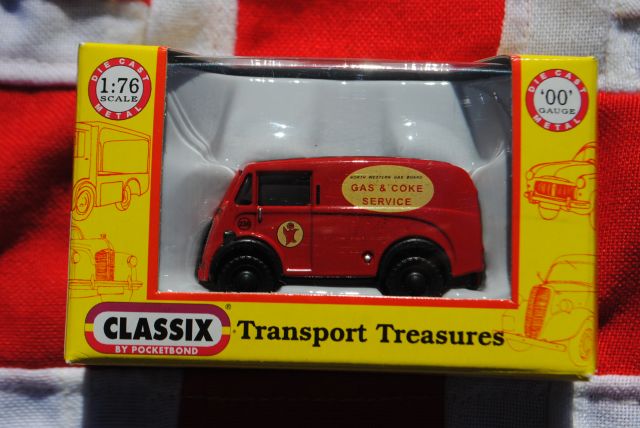 DIE CAST
1:76
SCALE
METAL
DIE CAST
'00'
GAUGE
METAL
NORTH WESTERN GAS BOARD
GAS & COKE
SERVICE
CLASSIX®
BY POCKETBOND
Transport Treasures